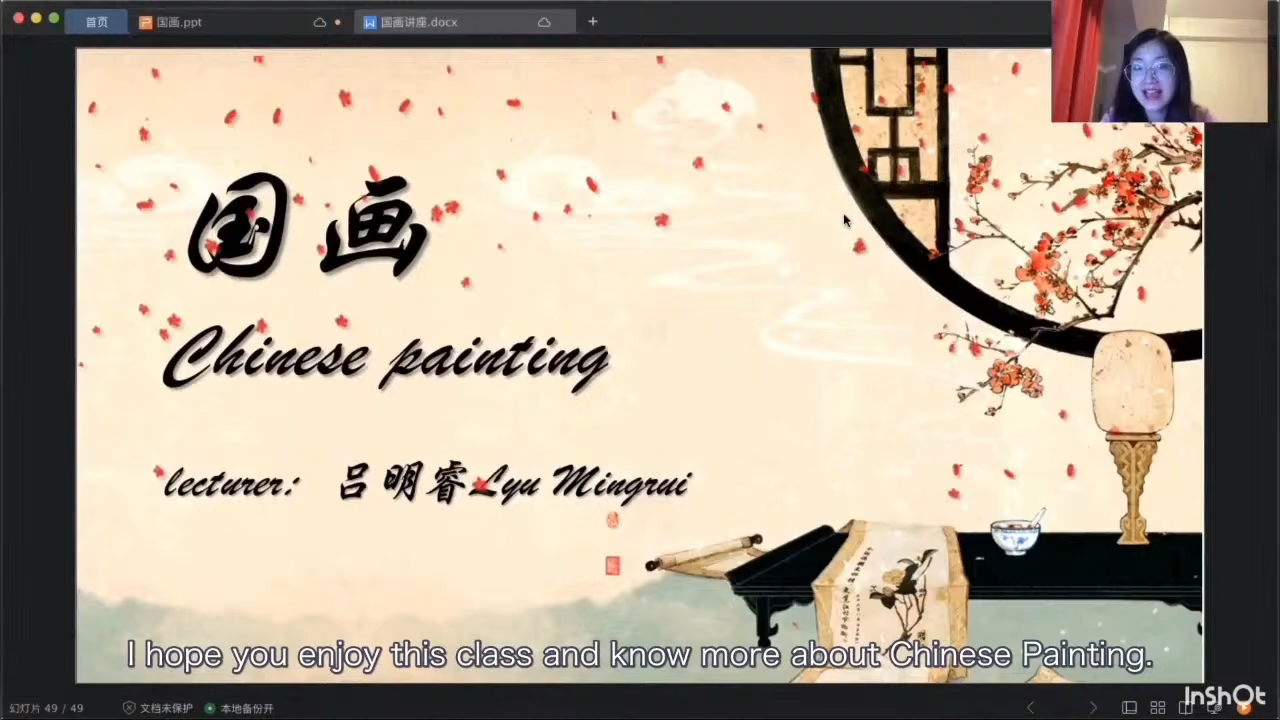 首页
国画.ppt
国画讲座.docx
国画
Chinese painting
lecturer: 吕明睿Lyu Mingrui
I hope you enjoy this class and know more about Chinese Painting.
幻灯片 49 / 49
文档未保护
本地备份开
InShOt